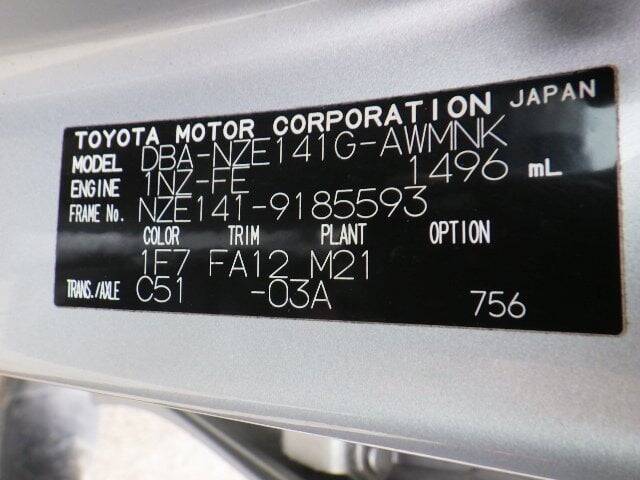 TOYOTA MOTOR CORPORATION JAPAN
MODEL DBA-NZE141G-AWMNK
ENGINE 1NZ-FE 1496 mL
FRAME No. NZE141-9185593
COLOR TRIM PLANT OPTION
1F7 FA12 M21
TRANS./AXLE C51 -03A 756